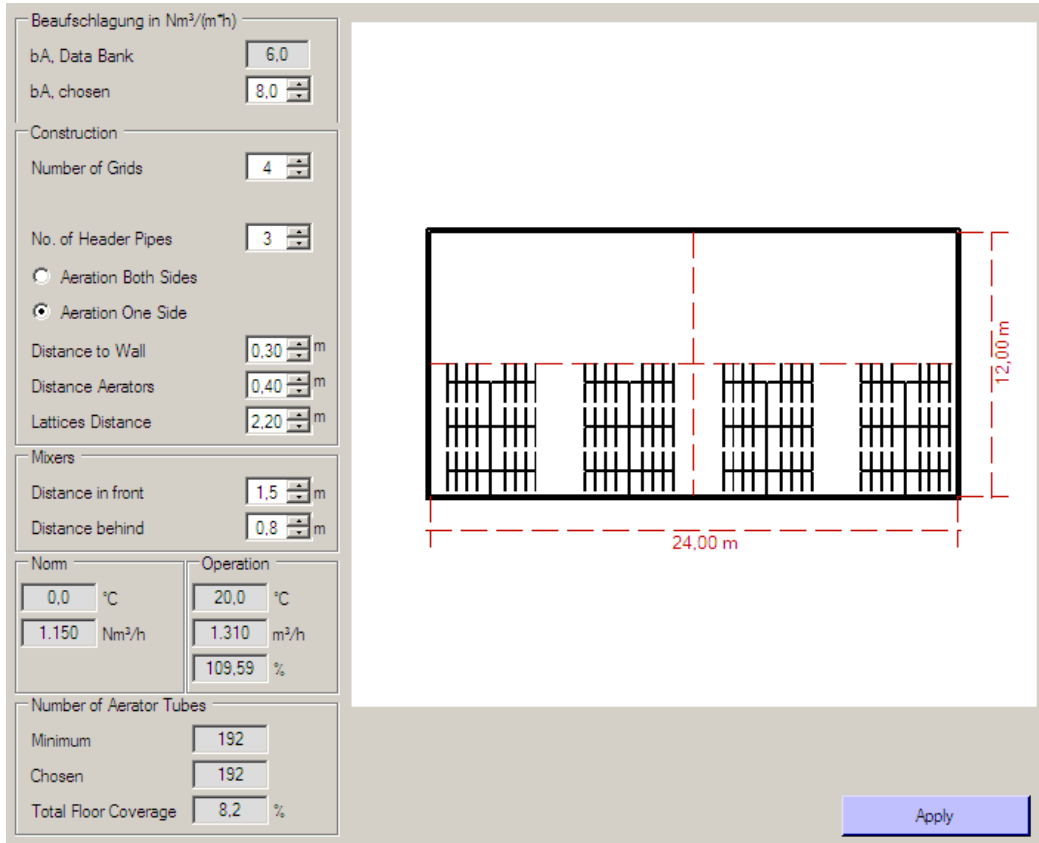 Beaufschlagung in Nm³/(m*h)
bA, Data Bank 6,0
bA, chosen 8,0
Construction
Number of Grids 4
No. of Header Pipes 3
Aeration Both Sides
Aeration One Side
Distance to Wall 0,30 m
Distance Aerators 0,40 m
Lattices Distance 2,20 m
Mixers
Distance in front 1,5 m
Distance behind 0,8 m
Norm Operation
0,0 °C 20,0 °C
1.150 Nm³/h 1.310 m³/h
109,59 %
Number of Aerator Tubes
Minimum 192
Chosen 192
Total Floor Coverage 8,2 %
12,00 m
24,00 m
Apply